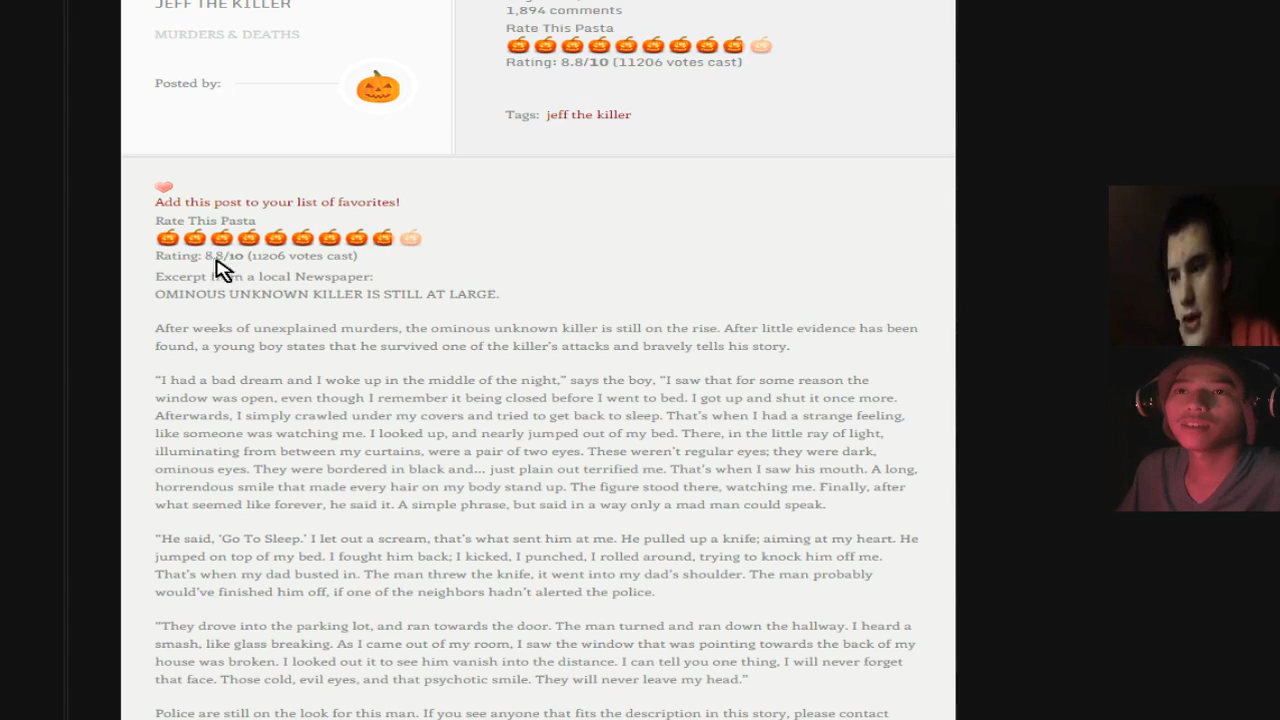 JEFF THE KILLER
MURDERS & DEATHS
Posted by:
1,894 comments
Rate This Pasta
Rating: 8.8/10 (11206 votes cast)
Tags: jeff the killer
Add this post to your list of favorites!
Rate This Pasta
Rating: 8.8/10 (11206 votes cast)
Excerpt from a local Newspaper:
OMINOUS UNKNOWN KILLER IS STILL AT LARGE.
After weeks of unexplained murders, the ominous unknown killer is still on the rise. After little evidence has been
found, a young boy states that he survived one of the killer's attacks and bravely tells his story.
“I had a bad dream and I woke up in the middle of the night,” says the boy, “I saw that for some reason the
window was open, even though I remember it being closed before I went to bed. I got up and shut it once more.
Afterwards, I simply crawled under my covers and tried to get back to sleep. That's when I had a strange feeling,
like someone was watching me. I looked up, and nearly jumped out of my bed. There, in the little ray of light,
illuminating from between my curtains, were a pair of two eyes. These weren't regular eyes; they were dark,
ominous eyes. They were bordered in black and... just plain out terrified me. That's when I saw his mouth. A long,
horrendous smile that made every hair on my body stand up. The figure stood there, watching me. Finally, after
what seemed like forever, he said it. A simple phrase, but said in a way only a mad man could speak.
“He said, ‘Go To Sleep.’ I let out a scream, that's what sent him at me. He pulled up a knife; aiming at my heart. He
jumped on top of my bed. I fought him back; I kicked, I punched, I rolled around, trying to knock him off me.
That's when my dad busted in. The man threw the knife, it went into my dad's shoulder. The man probably
would've finished him off, if one of the neighbors hadn't alerted the police.
“They drove into the parking lot, and ran towards the door. The man turned and ran down the hallway. I heard a
smash, like glass breaking. As I came out of my room, I saw the window that was pointing towards the back of my
house was broken. I looked out it to see him vanish into the distance. I can tell you one thing, I will never forget
that face. Those cold, evil eyes, and that psychotic smile. They will never leave my head.”
Police are still on the look for this man. If you see anyone that fits the description in this story, please contact